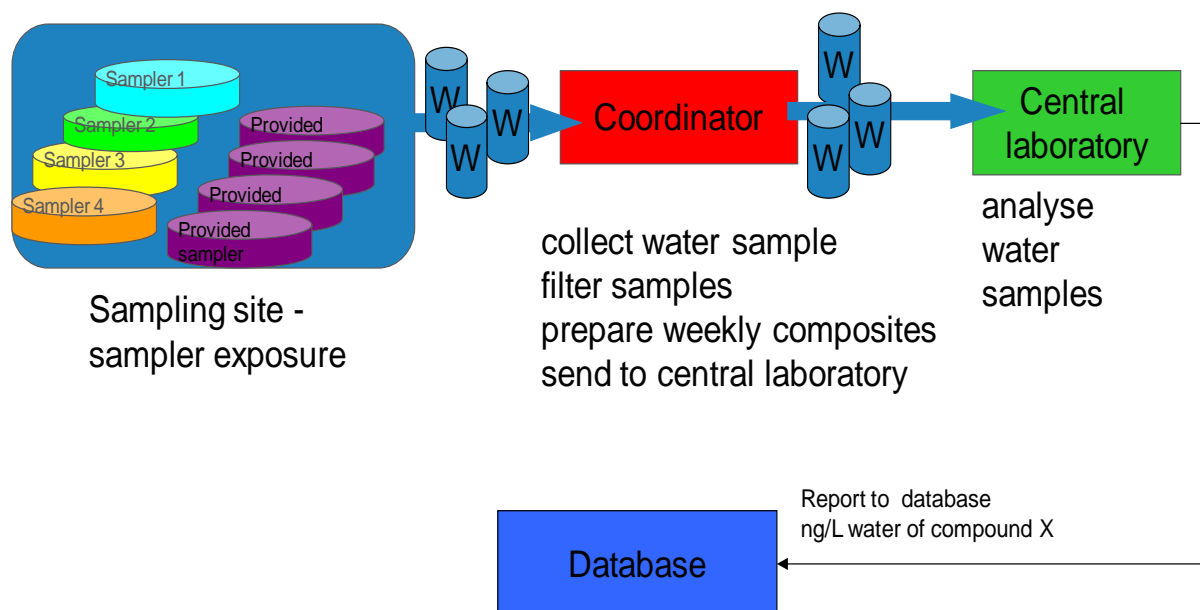 Sampler 1
Sampler 2
Sampler 3
Sampler 4
Provided
Provided
Provided
Provided
sampler
W
W
W
Coordinator
W
W
W
Central
laboratory
Sampling site -
sampler exposure
collect water sample
filter samples
prepare weekly composites
send to central laboratory
analyse
water
samples
Report to database
ng/L water of compound X
Database